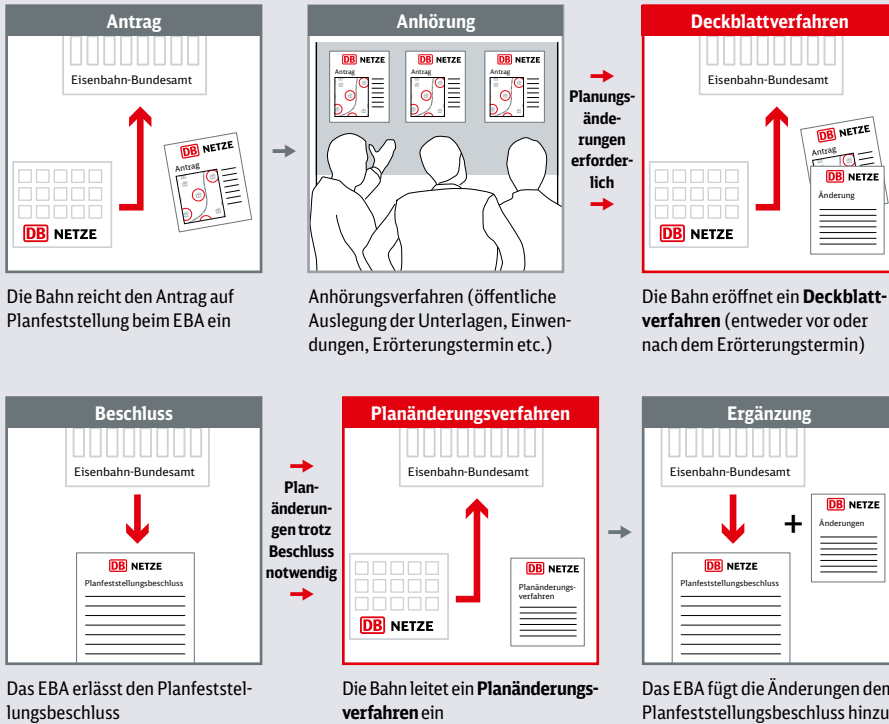 Antrag
Eisenbahn-Bundesamt
DB NETZE
Antrag
DB NETZE
Die Bahn reicht den Antrag auf
Planfeststellung beim EBA ein
Anhörung
DB NETZE
Antrag
DB NETZE
Antrag
DB NETZE
Antrag
Anhörungsverfahren (öffentliche
Auslegung der Unterlagen, Einwen-
dungen, Erörterungstermin etc.)
Planungs-
ände-
rungen
erforder-
lich
Deckblattverfahren
Eisenbahn-Bundesamt
DB NETZE
Antrag
DB NETZE
Änderung
DB NETZE
Die Bahn eröffnet ein Deckblatt-
verfahren (entweder vor oder
nach dem Erörterungstermin)
Beschluss
Eisenbahn-Bundesamt
DB NETZE
Planfeststellungsbeschluss
Das EBA erlässt den Planfeststel-
lungsbeschluss
Plan-
änderun-
gen trotz
Beschluss
notwendig
Planänderungsverfahren
Eisenbahn-Bundesamt
DB NETZE
Planänderungs-
verfahren
DB NETZE
Die Bahn leitet ein Planänderungs-
verfahren ein
Ergänzung
Eisenbahn-Bundesamt
+
DB NETZE
Änderungen
DB NETZE
Planfeststellungsbeschluss
Das EBA fügt die Änderungen dem
Planfeststellungsbeschluss hinzu